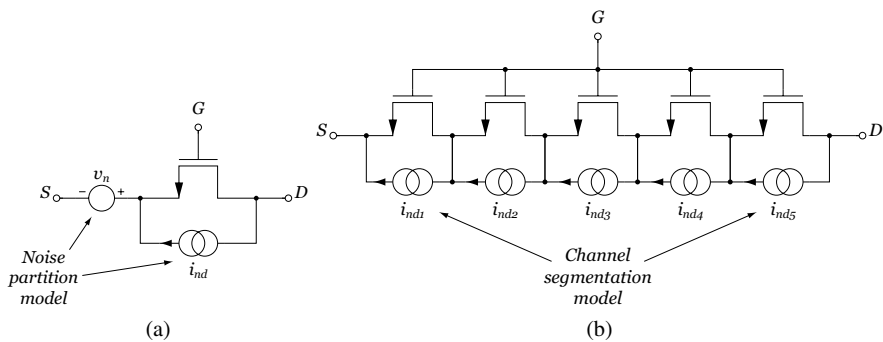 G
S
v_n
− +
D
i_nd
Noise
partition
model
(a)
G
S
D
i_nd1
i_nd2
i_nd3
i_nd4
i_nd5
Channel
segmentation
model
(b)